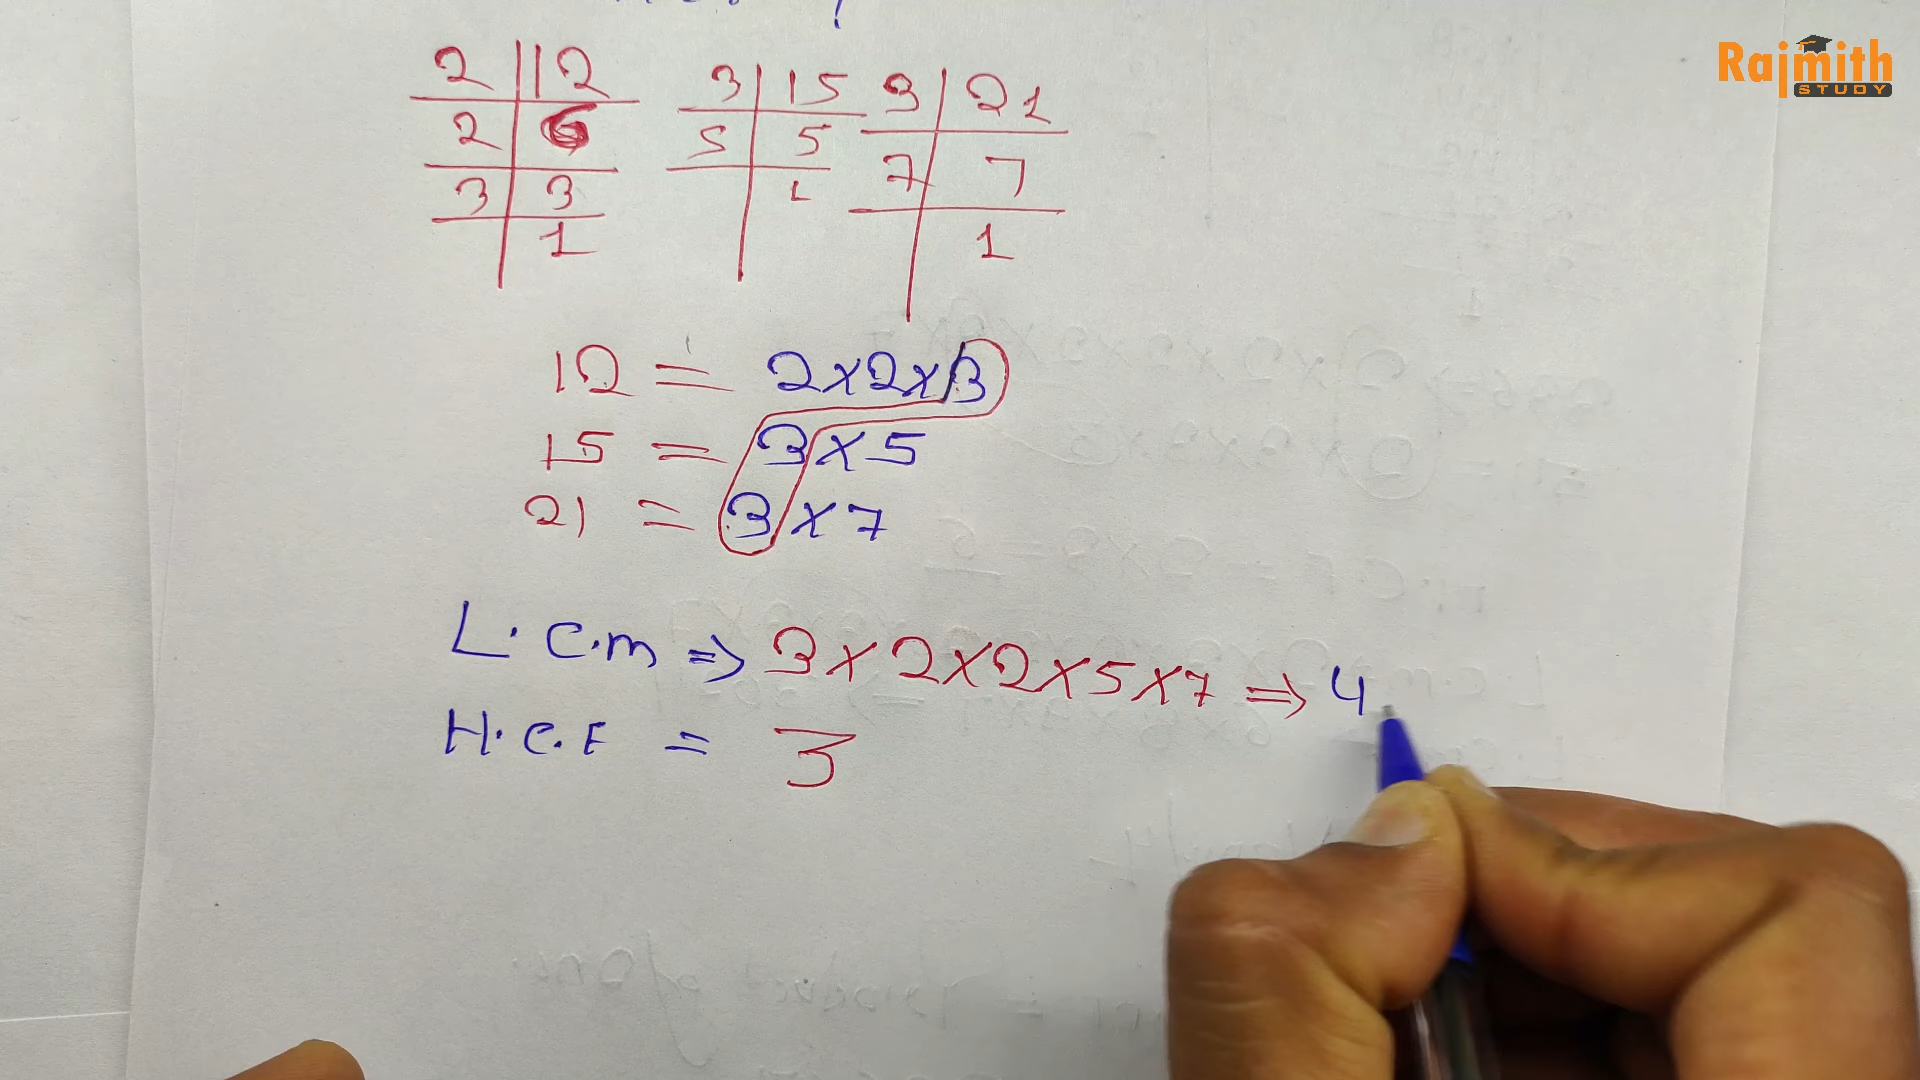 Rajmith
STUDY
2 12 3 15 3 21
2 6 5 5 7 7
3 3 1 1
1
12 = 2×2×3
15 = 3×5
21 = 3×7
L.C.m ⇒ 3×2×2×5×7 ⇒ 4
H.C.F = 3